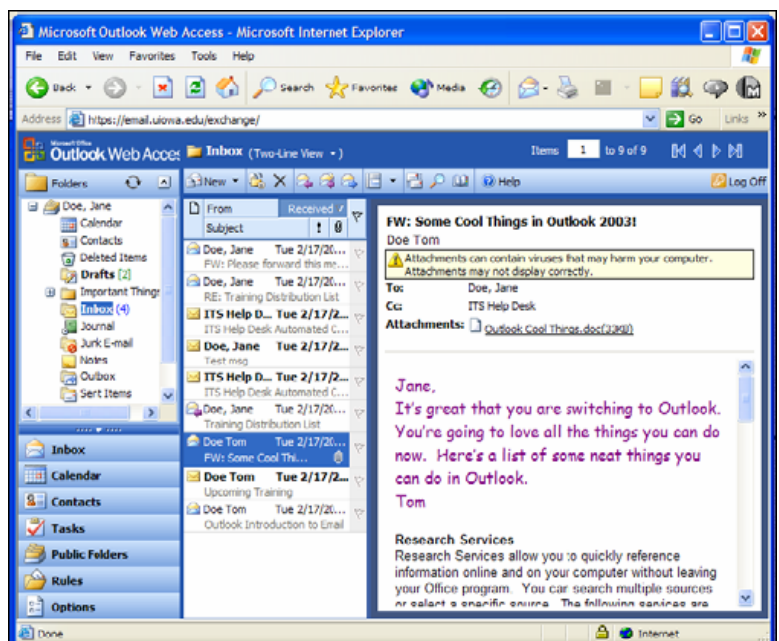 Microsoft Outlook Web Access - Microsoft Internet Explorer
File Edit View Favorites Tools Help
Back Search Favorites Media
Address https://email.uiowa.edu/exchange/ Go Links »
Microsoft Office
Outlook Web Acces Inbox (Two-Line View ▾) Items 1 to 9 of 9
Folders New Help Log Off
Doe, Jane
Calendar
Contacts
Deleted Items
Drafts [2]
Important Things
Inbox (4)
Journal
Junk E-mail
Notes
Outbox
Sent Items
Inbox
Calendar
Contacts
Tasks
Public Folders
Rules
Options
From Received
Subject !
Doe, Jane Tue 2/17/20...
FW: Please forward this me...
Doe, Jane Tue 2/17/20...
RE: Training Distribution List
ITS Help D... Tue 2/17/2...
ITS Help Desk Automated C...
Doe, Jane Tue 2/17/2...
Test msg
ITS Help D... Tue 2/17/2...
ITS Help Desk Automated C...
Doe, Jane Tue 2/17/20...
Training Distribution List
Doe Tom Tue 2/17/20...
FW: Some Cool Thi...
Doe Tom Tue 2/17/2...
Upcoming Training
Doe Tom Tue 2/17/20...
Outlook Introduction to Email
FW: Some Cool Things in Outlook 2003!
Doe Tom
Attachments can contain viruses that may harm your computer.
Attachments may not display correctly.
To: Doe, Jane
Cc: ITS Help Desk
Attachments: Outlook Cool Things.doc(33KB)
Jane,
It's great that you are switching to Outlook.
You're going to love all the things you can do
now. Here's a list of some neat things you
can do in Outlook.
Tom
Research Services
Research Services allow you to quickly reference
information online and on your computer without leaving
your Office program. You can search multiple sources
or select a specific source. The following services are
Done Internet